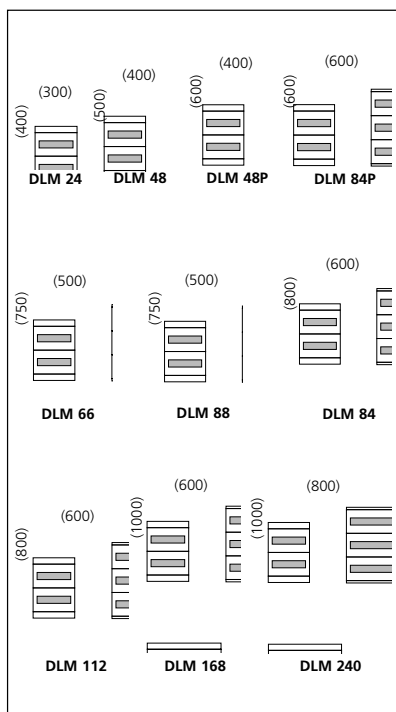 (300) (400) (400) (600)
(400) (500) (600) (600)
DLM 24 DLM 48 DLM 48P DLM 84P
(500) (500) (600)
(750) (750) (800)
DLM 66 DLM 88 DLM 84
(600) (600) (800)
(800) (1000) (1000)
DLM 112 DLM 168 DLM 240